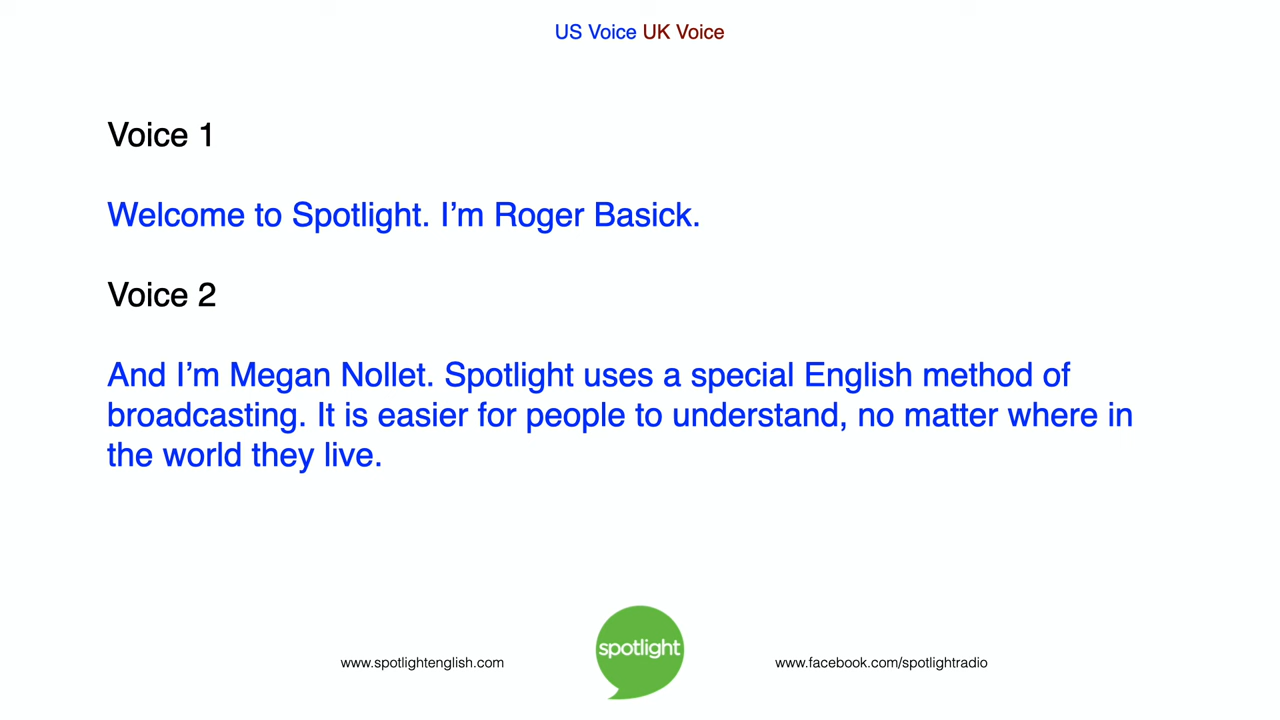 US Voice UK Voice
Voice 1
Welcome to Spotlight. I’m Roger Basick.
Voice 2
And I’m Megan Nollet. Spotlight uses a special English method of
broadcasting. It is easier for people to understand, no matter where in
the world they live.
www.spotlightenglish.com
spotlight
www.facebook.com/spotlightradio